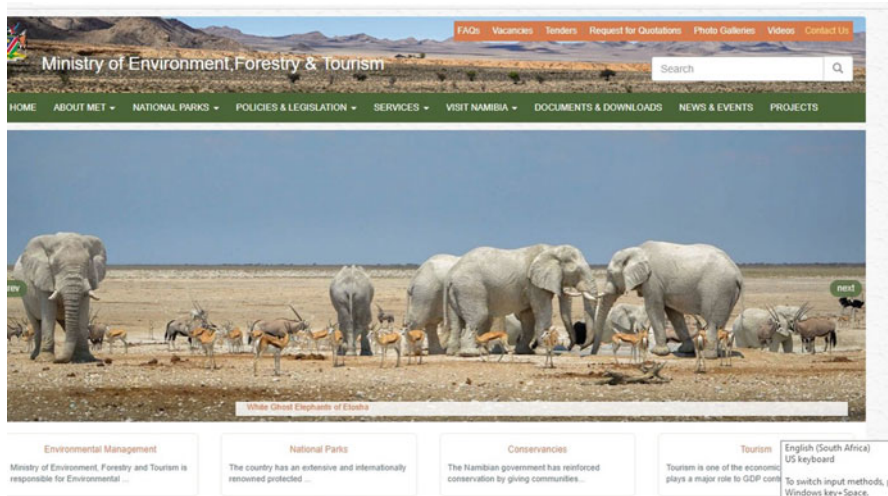 FAQs Vacancies Tenders Request for Quotations Photo Galleries Videos Contact Us
Ministry of Environment,Forestry & Tourism
Search
HOME ABOUT MET NATIONAL PARKS POLICIES & LEGISLATION SERVICES VISIT NAMIBIA DOCUMENTS & DOWNLOADS NEWS & EVENTS PROJECTS
next
White Ghost Elephants of Etosha
Environmental Management
Ministry of Environment, Forestry and Tourism is
responsible for Environmental ...
National Parks
The country has an extensive and internationally
renowned protected ...
Conservancies
The Namibian government has reinforced
conservation by giving communities...
Tourism
Tourism is one of the economic
plays a major role to GDP
English (South Africa)
US keyboard
To switch input methods,
Windows key+Space.